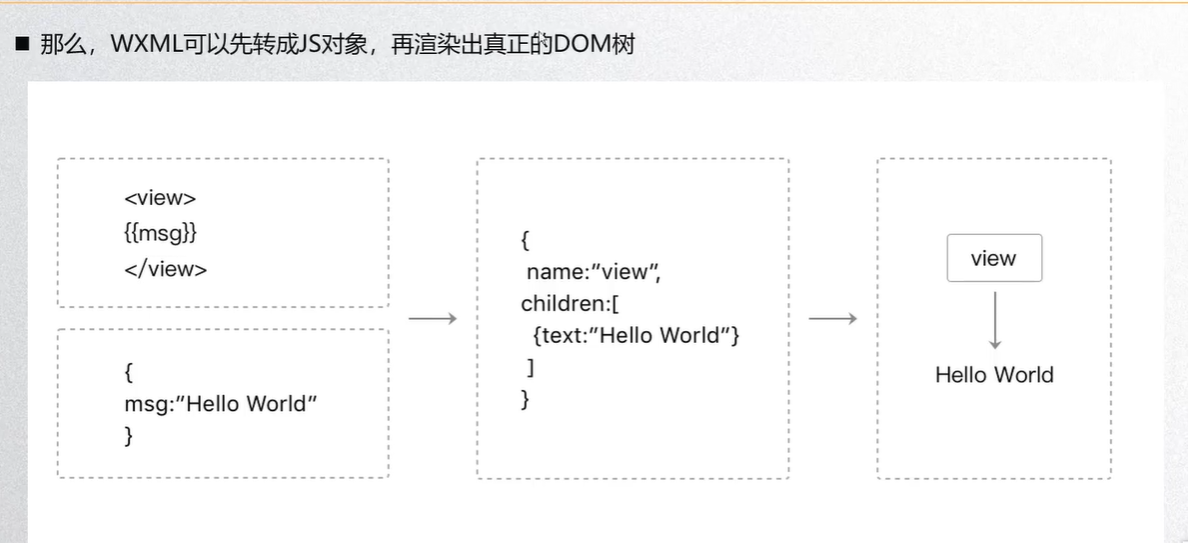 ■ 那么，WXML可以先转成JS对象，再渲染出真正的DOM树
<view>
{{msg}}
</view>
{
msg:"Hello World"
}
{
name:"view",
children:[
{text:"Hello World"}
]
}
view
Hello World